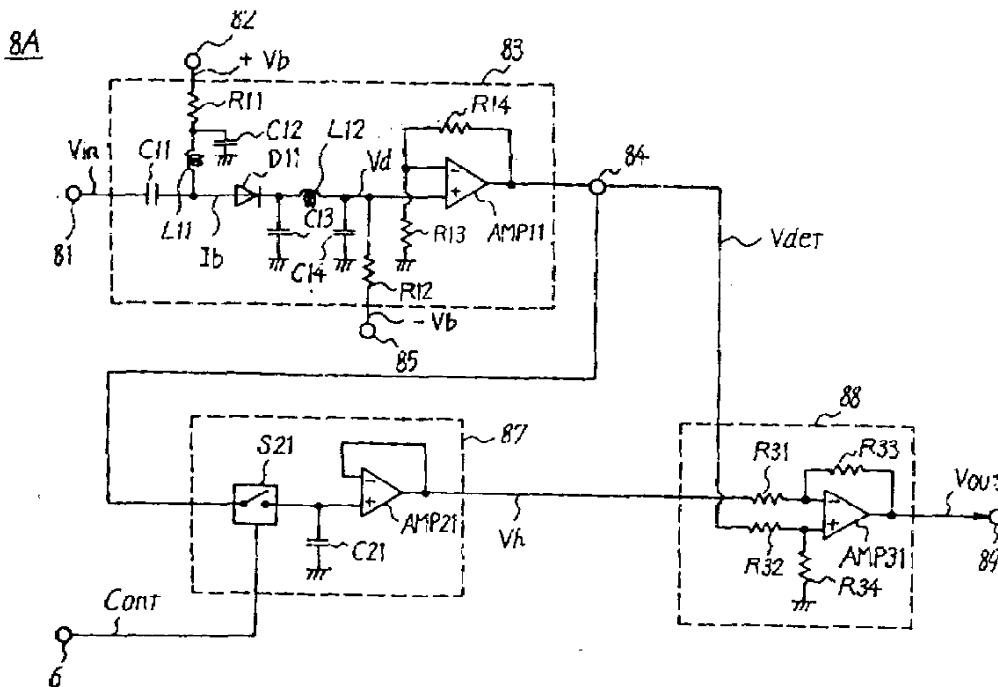 8A
82
+ Vb
83
R11
R14
C12
L12
D11
Vd
C11
Vin
84
-
+
AMP11
C13
R13
Vdet
81
L11
Ib
C14
R12
-Vb
85
88
87
S21
R31
R33
-
+
AMP21
C21
Vh
-
+
Vout
R32
AMP31
R34
89
Cont
6